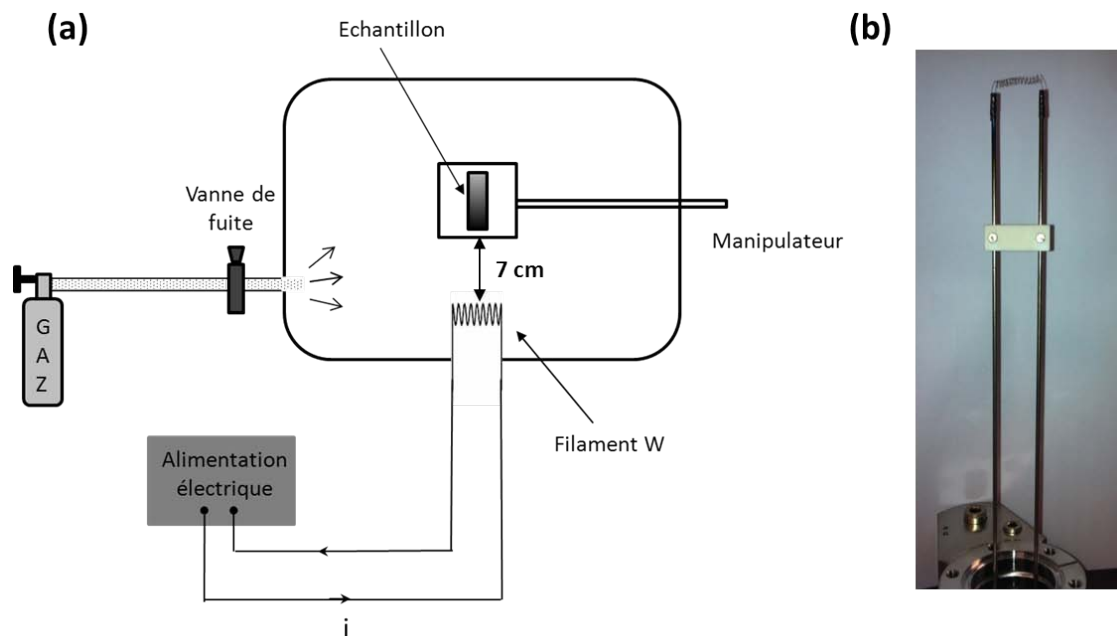 (a)
Echantillon
(b)
Vanne de
fuite
7 cm
Manipulateur
G
A
Z
Filament W
Alimentation
électrique
i